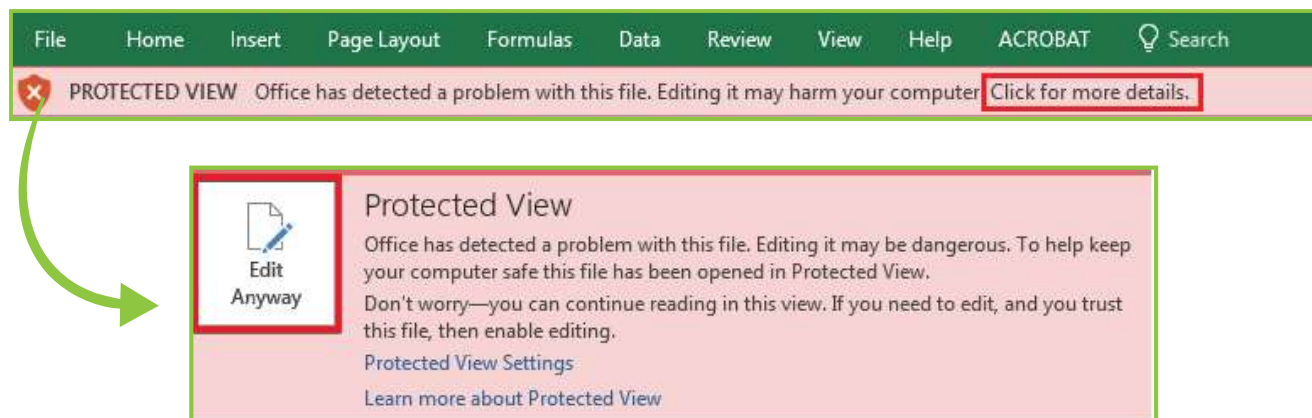 File Home Insert Page Layout Formulas Data Review View Help ACROBAT Search
PROTECTED VIEW Office has detected a problem with this file. Editing it may harm your computer Click for more details.
Protected View
Office has detected a problem with this file. Editing it may be dangerous. To help keep
your computer safe this file has been opened in Protected View.
Edit
Anyway
Don't worry—you can continue reading in this view. If you need to edit, and you trust
this file, then enable editing.
Protected View Settings
Learn more about Protected View